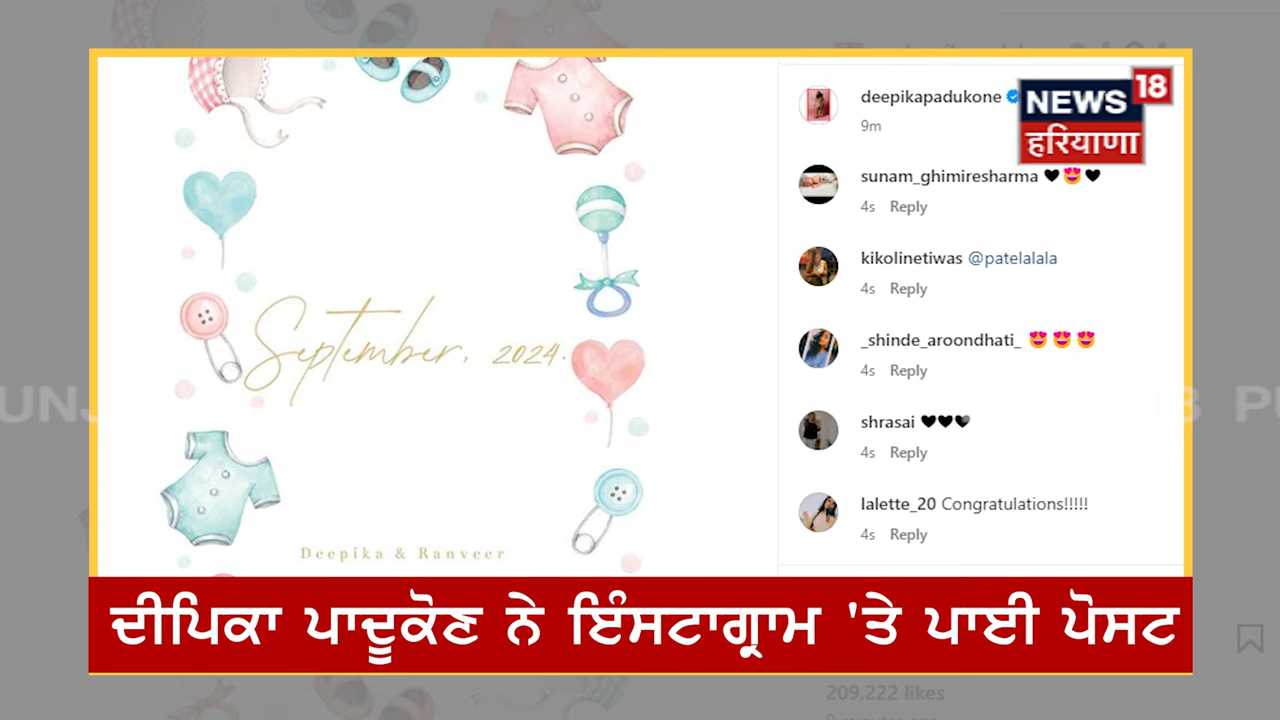 deepikapadukone
9m
NEWS 18
हरियाणा
sunam_ghimiresharma 🖤😍🖤
4s Reply
kikolinetiwas @patelalala
4s Reply
_shinde_aroondhati_ 😍😍😍
4s Reply
shrasai 🖤🖤🖤
4s Reply
lalette_20 Congratulations!!!!!
4s Reply
September, 2024.
Deepika & Ranveer
ਦੀਪਿਕਾ ਪਾਦੂਕੋਣ ਨੇ ਇੰਸਟਾਗ੍ਰਾਮ 'ਤੇ ਪਾਈ ਪੋਸਟ
209,222 likes